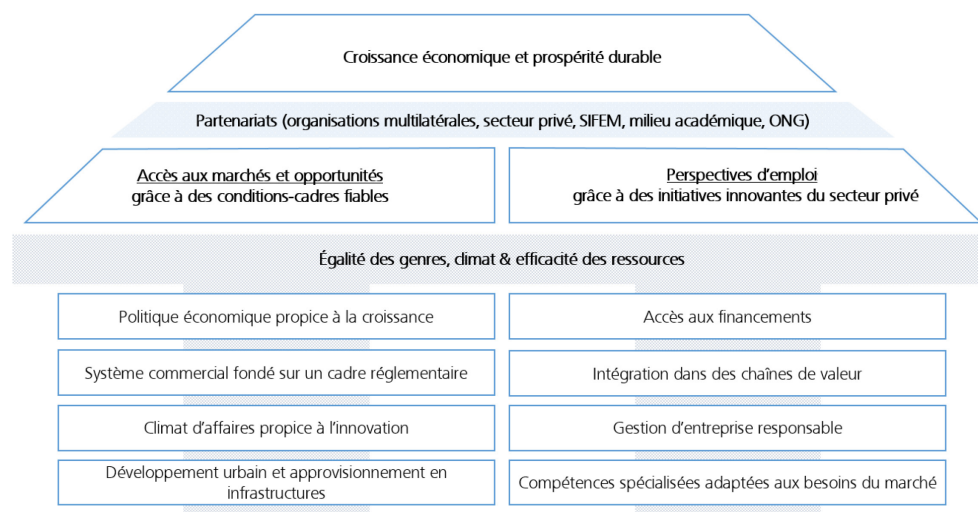 Croissance économique et prospérité durable
Partenariats (organisations multilatérales, secteur privé, SIFEM, milieu académique, ONG)
Accès aux marchés et opportunités
grâce à des conditions-cadres fiables
Perspectives d'emploi
grâce à des initiatives innovantes du secteur privé
Égalité des genres, climat & efficacité des ressources
Politique économique propice à la croissance
Accès aux financements
Système commercial fondé sur un cadre réglementaire
Intégration dans des chaînes de valeur
Climat d'affaires propice à l'innovation
Gestion d'entreprise responsable
Développement urbain et approvisionnement en
infrastructures
Compétences spécialisées adaptées aux besoins du marché